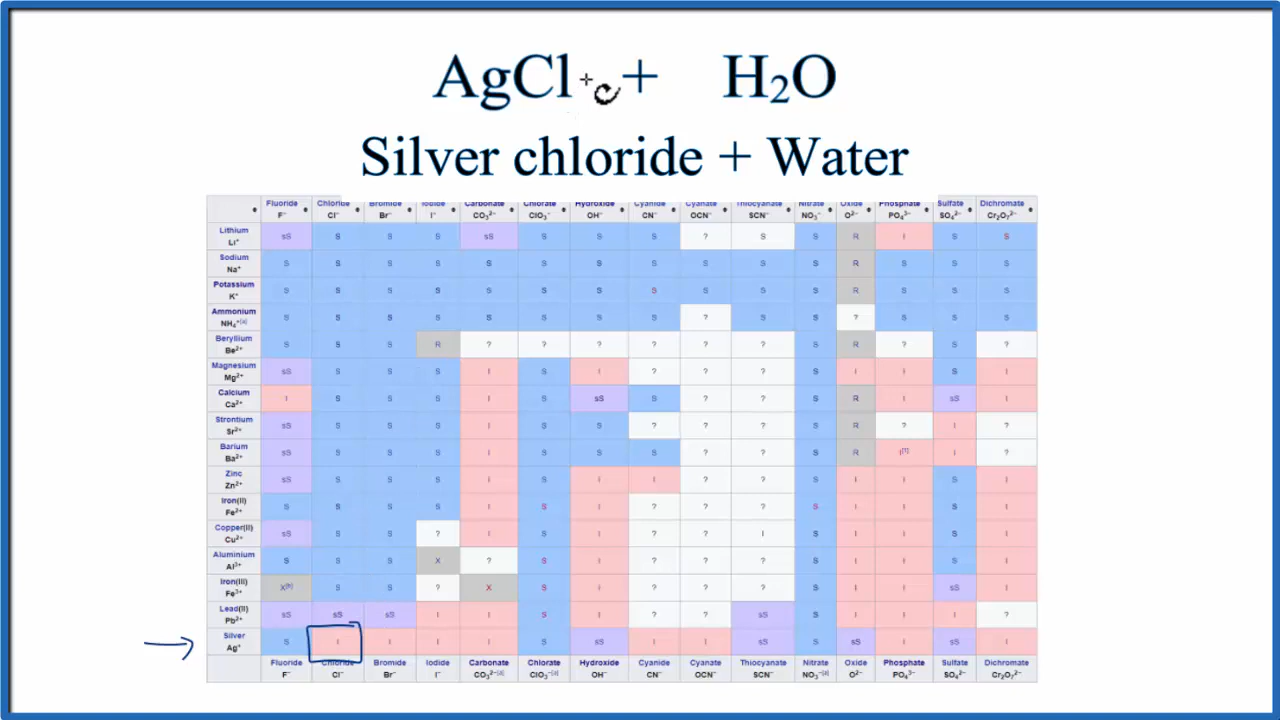 AgCl + H₂O
Silver chloride + Water
Fluoride Chloride Bromide Iodide Carbonate Chlorate Hydroxide Cyanide Cyanate Thiocyanate Nitrate Oxide Phosphate Sulfate Dichromate
F⁻ Cl⁻ Br⁻ I⁻ CO₃²⁻ ClO₃⁻ OH⁻ CN⁻ OCN⁻ SCN⁻ NO₃⁻ O²⁻ PO₄³⁻ SO₄²⁻ Cr₂O₇²⁻
Lithium Li⁺ sS S S S sS S S S ? S S R I S S
Sodium Na⁺ S S S S S S S S S S S R S S S
Potassium K⁺ S S S S S S S S S S S R S S S
Ammonium NH₄⁺[a] S S S S S S S S ? S S ? S S S
Beryllium Be²⁺ S S S R ? ? ? ? ? ? S R ? S ?
Magnesium Mg²⁺ sS S S S I S I ? ? ? S I I S I
Calcium Ca²⁺ I S S S I S sS S ? ? S R I sS I
Strontium Sr²⁺ sS S S S I S S ? ? ? S R ? I ?
Barium Ba²⁺ sS S S S I S S S ? ? S R I[1] I ?
Zinc Zn²⁺ sS S S S I S I I ? ? S I I S I
Iron(II) Fe²⁺ S S S S I S I ? ? ? S I I S I
Copper(II) Cu²⁺ sS S S ? I S I ? ? I S I I S I
Aluminium Al³⁺ S S S X ? S I ? ? ? S I I S I
Iron(III) Fe³⁺ X[b] S S ? X S I ? ? ? S I I sS I
Lead(II) Pb²⁺ sS sS sS I I S I ? ? sS S I I I ?
Silver Ag⁺ S I I I I S sS I I sS S sS I sS I
Fluoride Chloride Bromide Iodide Carbonate Chlorate Hydroxide Cyanide Cyanate Thiocyanate Nitrate Oxide Phosphate Sulfate Dichromate
F⁻ Cl⁻ Br⁻ I⁻ CO₃²⁻[a] ClO₃⁻[a] OH⁻ CN⁻ OCN⁻ SCN⁻ NO₃⁻[a] O²⁻ PO₄³⁻ SO₄²⁻ Cr₂O₇²⁻